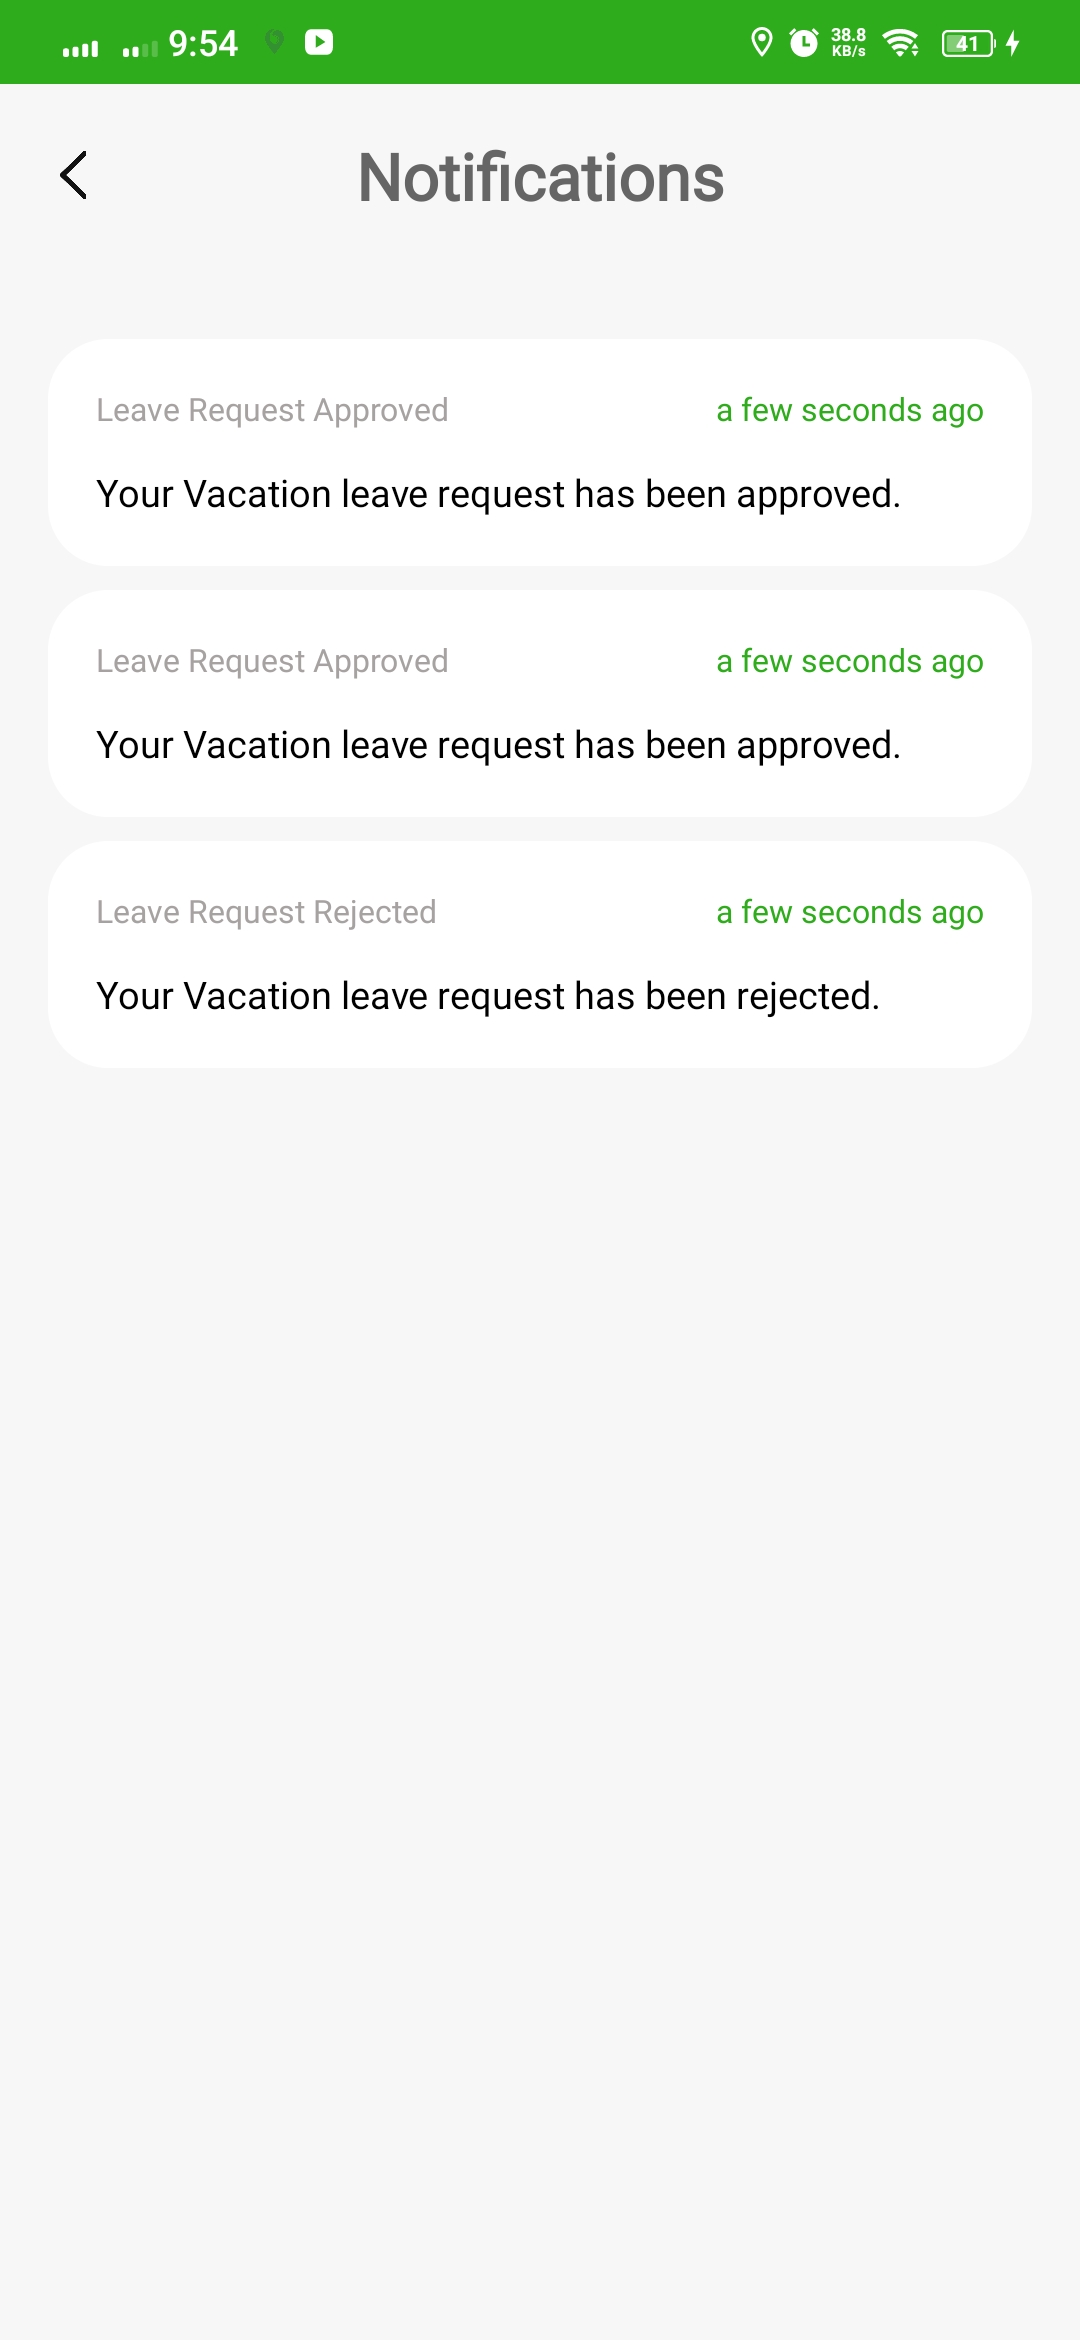 9:54 38.8 KB/s 41
Notifications
Leave Request Approved a few seconds ago
Your Vacation leave request has been approved.
Leave Request Approved a few seconds ago
Your Vacation leave request has been approved.
Leave Request Rejected a few seconds ago
Your Vacation leave request has been rejected.